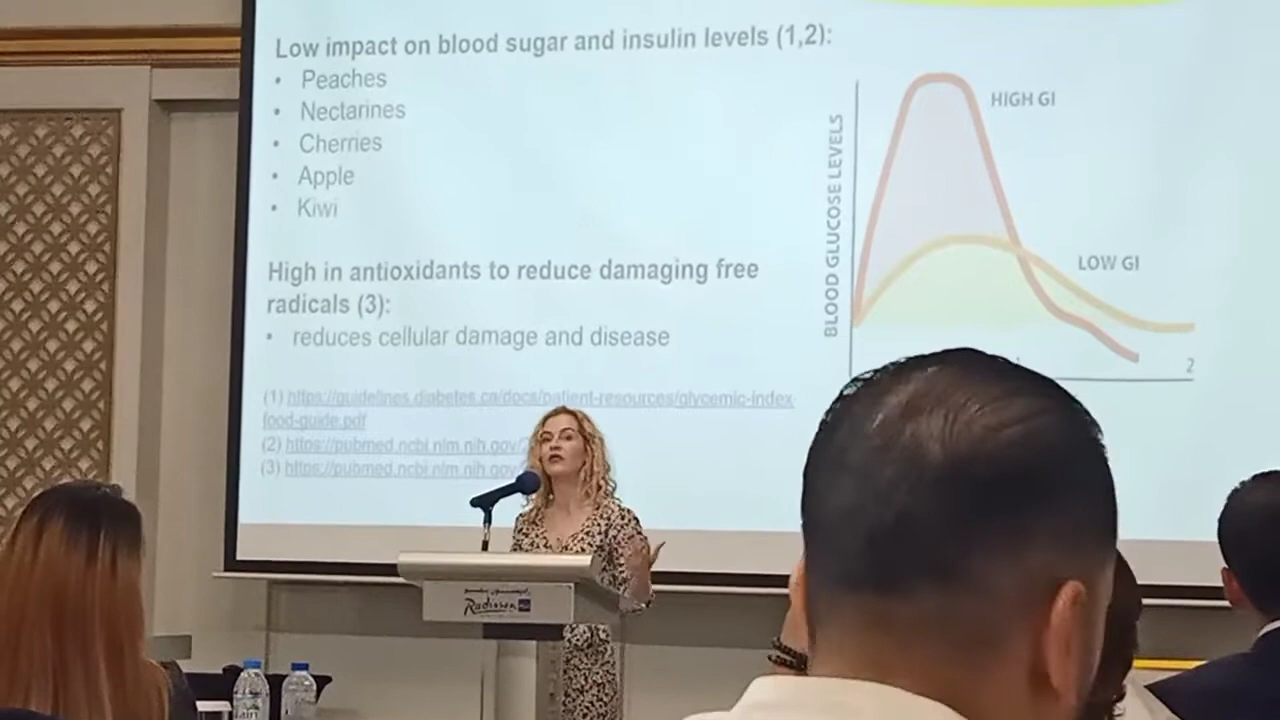 Low impact on blood sugar and insulin levels (1,2):
• Peaches
• Nectarines
• Cherries
• Apple
• Kiwi
High in antioxidants to reduce damaging free
radicals (3):
• reduces cellular damage and disease
(1) https://guidelines.diabetes.ca/docs/patient-resources/glycemic-index
food-guide.pdf
(2) https://pubmed.ncbi.nlm.nih.gov/
(3) https://pubmed.ncbi.nlm.nih.gov
BLOOD GLUCOSE LEVELS
HIGH GI
LOW GI
2
Radisson